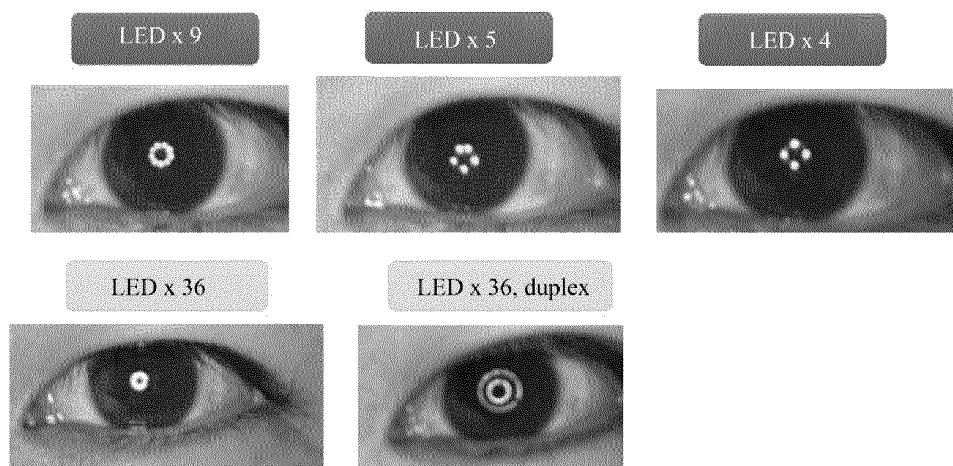 LED x 9
LED x 5
LED x 4
LED x 36
LED x 36, duplex